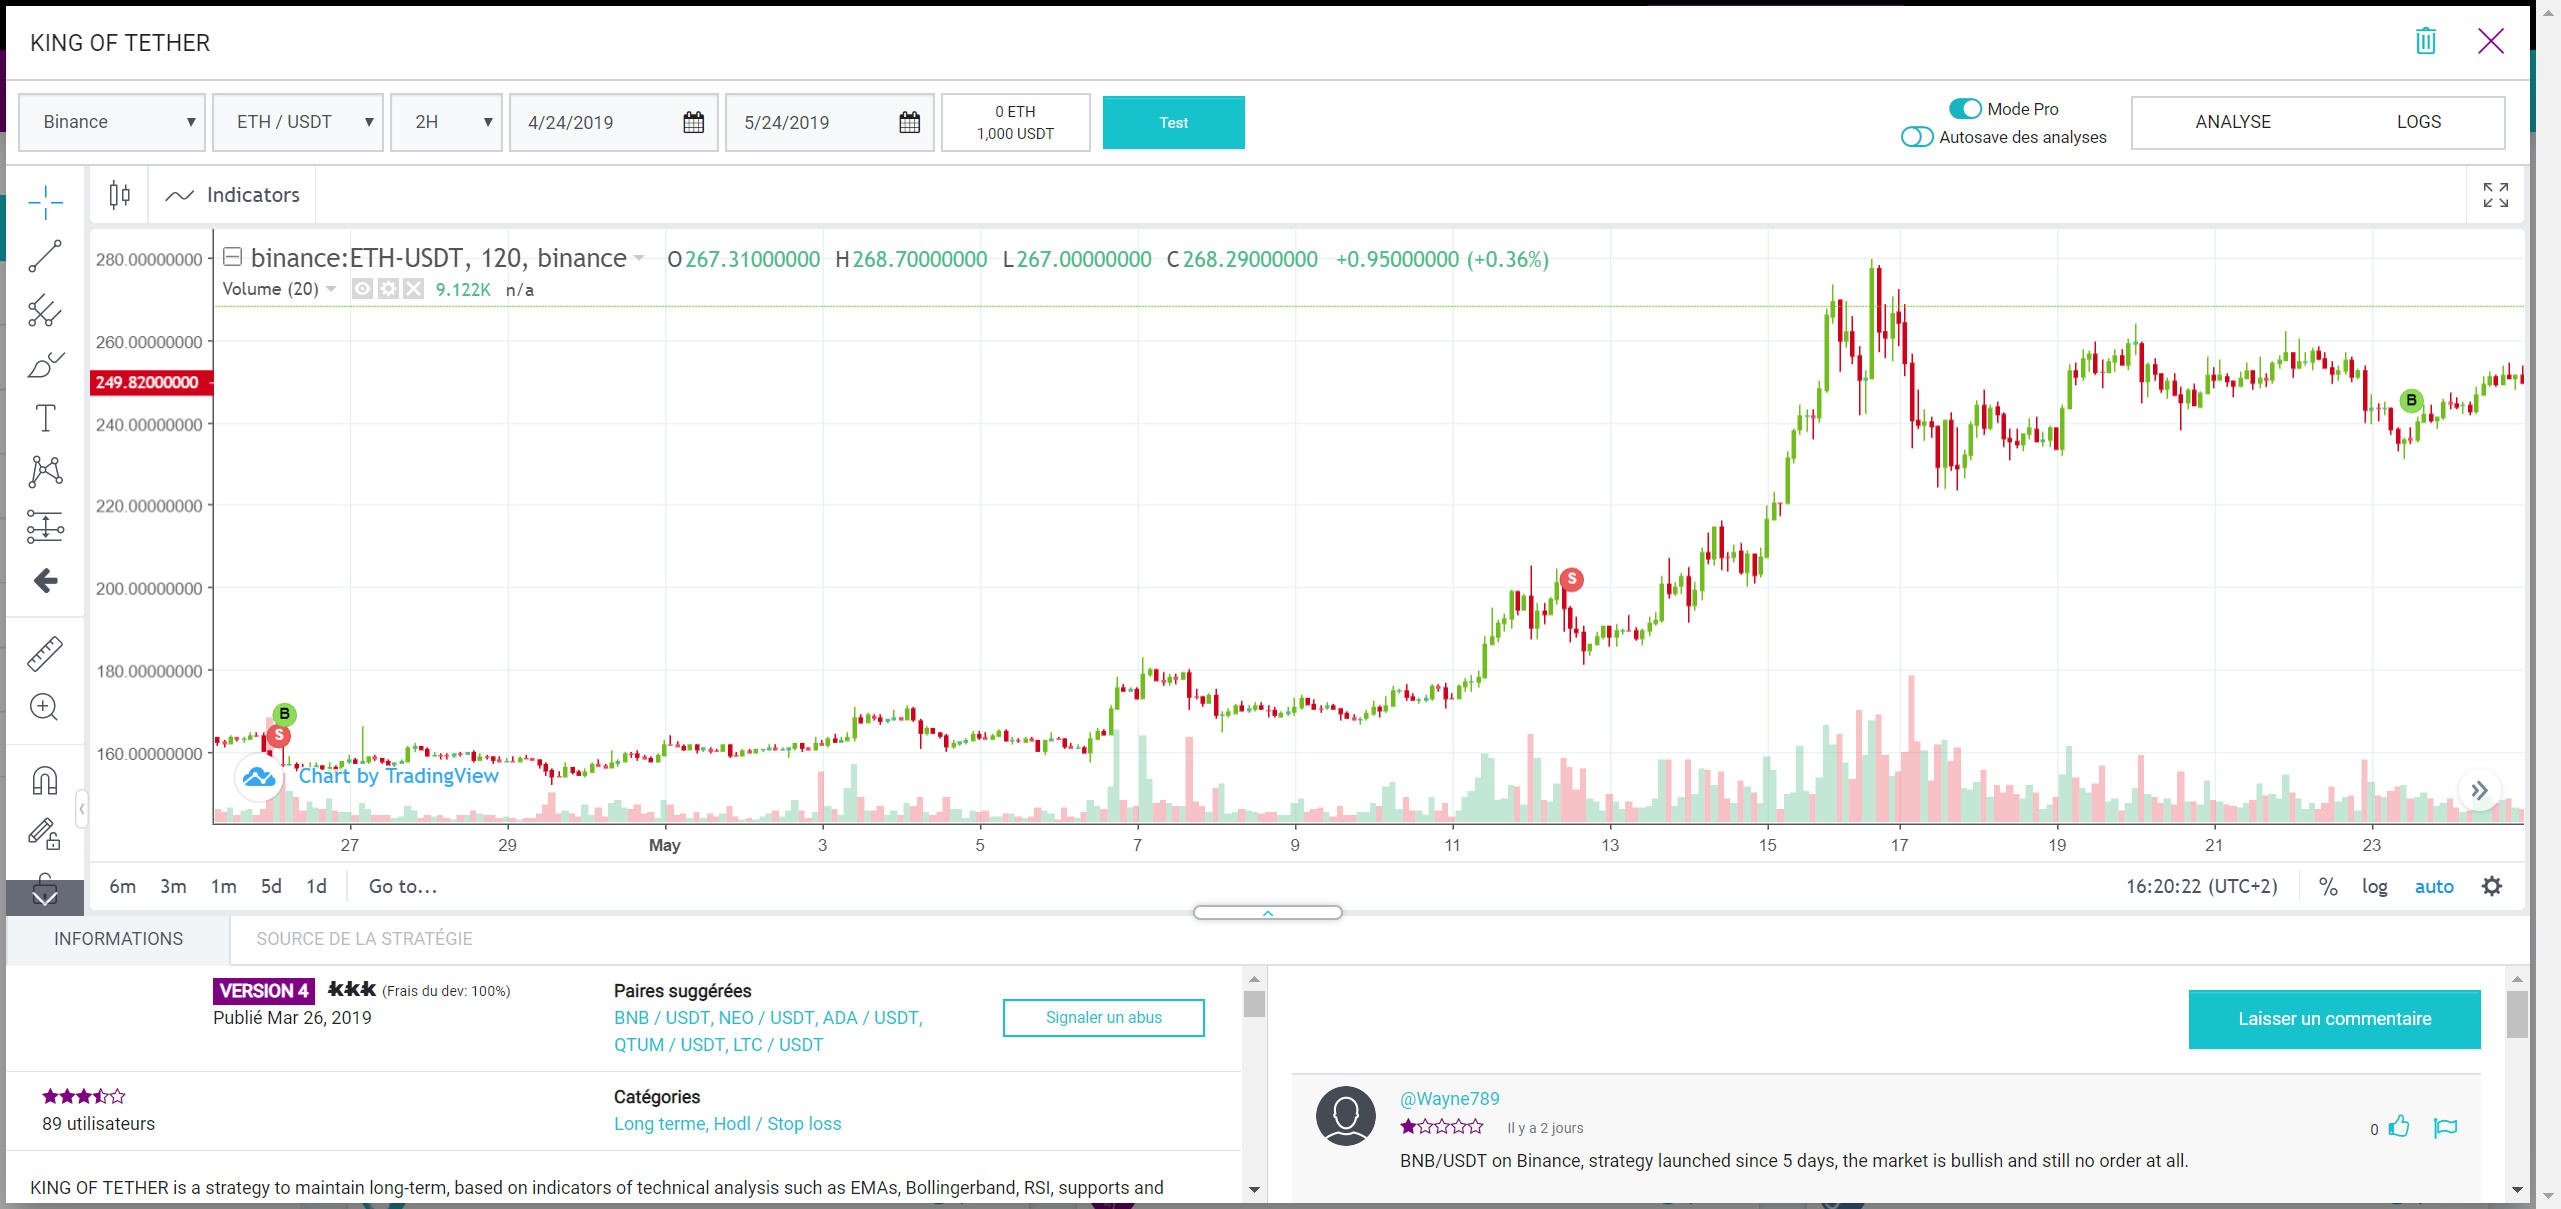 KING OF TETHER
Binance
ETH / USDT
2H
4/24/2019
5/24/2019
0 ETH
1,000 USDT
Test
Mode Pro
Autosave des analyses
ANALYSE
LOGS
Indicators
binance:ETH-USDT, 120, binance
O267.31000000 H268.70000000 L267.00000000 C268.29000000 +0.95000000 (+0.36%)
Volume (20) 9.122K n/a
280.00000000
260.00000000
249.82000000
240.00000000
220.00000000
200.00000000
180.00000000
160.00000000
B
S
S
B
Chart by TradingView
27 29 May 3 5 7 9 11 13 15 17 19 21 23
6m 3m 1m 5d 1d Go to...
16:20:22 (UTC+2) % log auto
INFORMATIONS
SOURCE DE LA STRATÉGIE
VERSION 4 kkk (Frais du dev: 100%)
Publié Mar 26, 2019
Paires suggérées
BNB / USDT, NEO / USDT, ADA / USDT,
QTUM / USDT, LTC / USDT
Signaler un abus
89 utilisateurs
Catégories
Long terme, Hodl / Stop loss
KING OF TETHER is a strategy to maintain long-term, based on indicators of technical analysis such as EMAs, Bollingerband, RSI, supports and
Laisser un commentaire
@Wayne789
Il y a 2 jours
0
BNB/USDT on Binance, strategy launched since 5 days, the market is bullish and still no order at all.